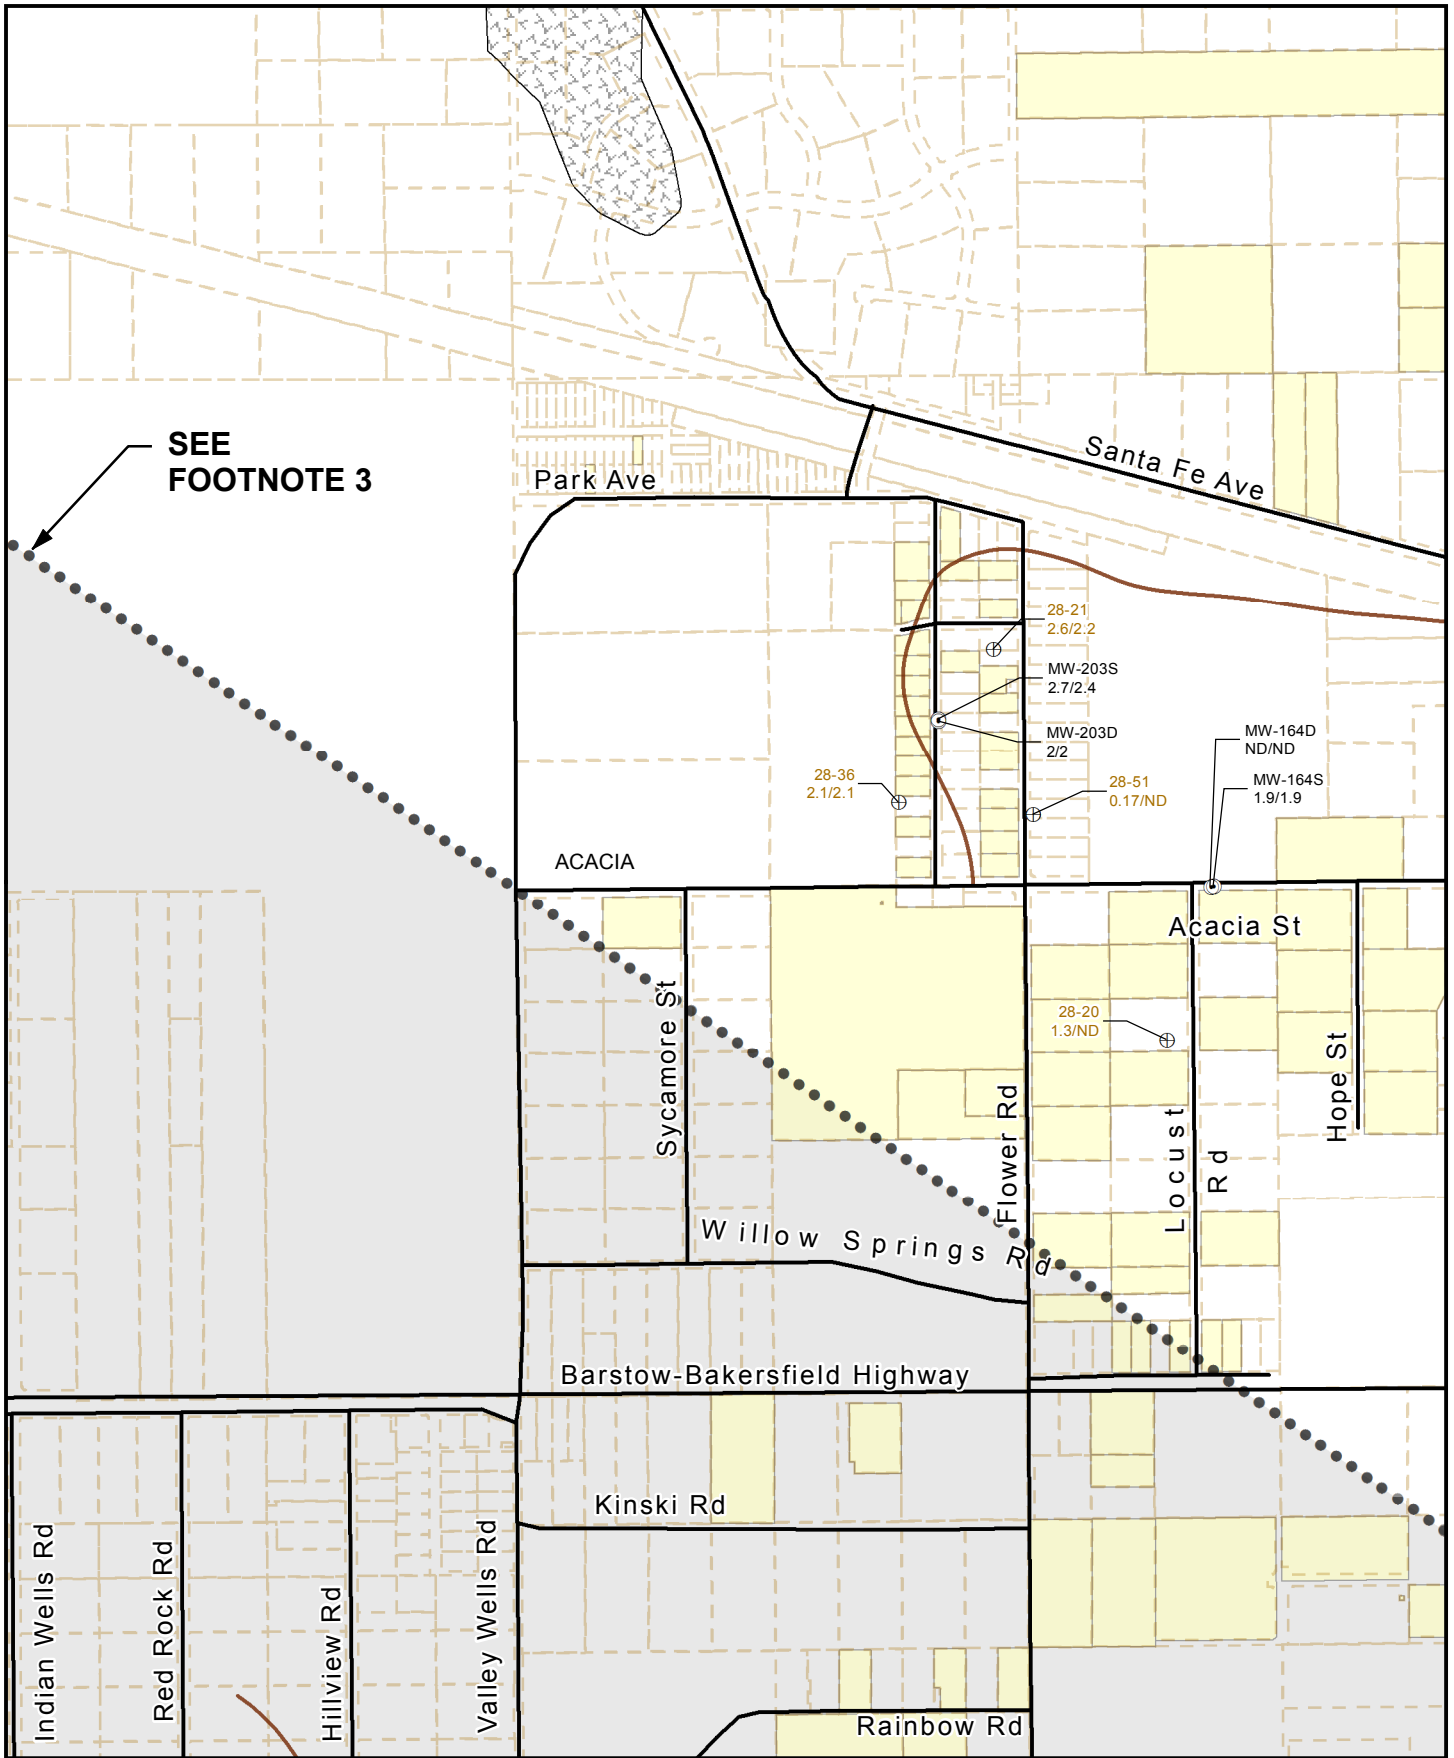 SEE
FOOTNOTE 3
Park Ave
Santa Fe Ave
28-21
2.6/2.2
MW-203S
2.7/2.4
MW-203D
2/2
MW-164D
ND/ND
MW-164S
1.9/1.9
28-36
2.1/2.1
28-51
0.17/ND
ACACIA
Acacia St
28-20
1.3/ND
Sycamore St
Flower Rd
Locust
Rd
Hope St
Willow Springs Rd
Barstow-Bakersfield Highway
Kinski Rd
Indian Wells Rd
Red Rock Rd
Hillview Rd
Valley Wells Rd
Rainbow Rd